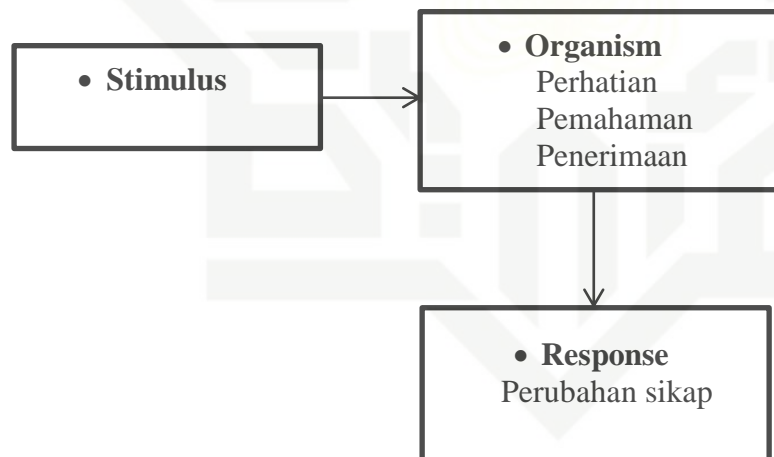 • Stimulus
• Organism
Perhatian
Pemahaman
Penerimaan
• Response
Perubahan sikap